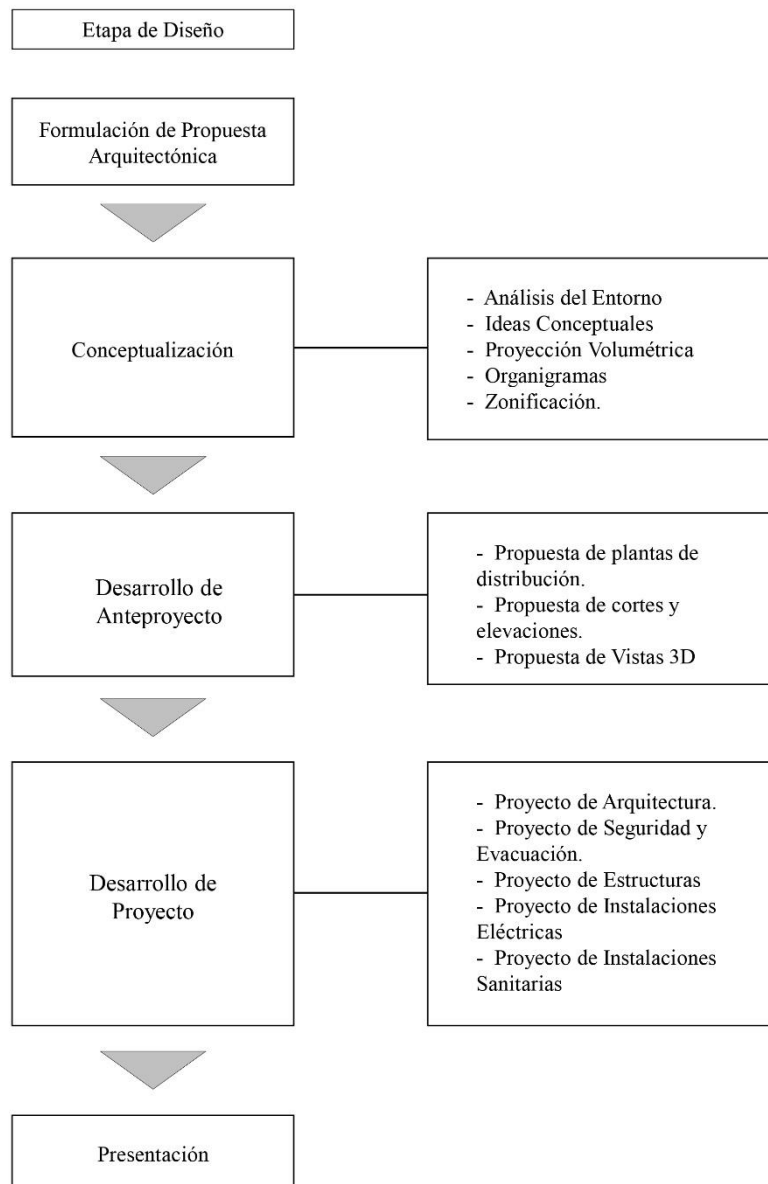 Etapa de Diseño
Formulación de Propuesta
Arquitectónica
Conceptualización
- Análisis del Entorno
- Ideas Conceptuales
- Proyección Volumétrica
- Organigramas
- Zonificación.
Desarrollo de
Anteproyecto
- Propuesta de plantas de
distribución.
- Propuesta de cortes y
elevaciones.
- Propuesta de Vistas 3D
Desarrollo de
Proyecto
- Proyecto de Arquitectura.
- Proyecto de Seguridad y
Evacuación.
- Proyecto de Estructuras
- Proyecto de Instalaciones
Eléctricas
- Proyecto de Instalaciones
Sanitarias
Presentación